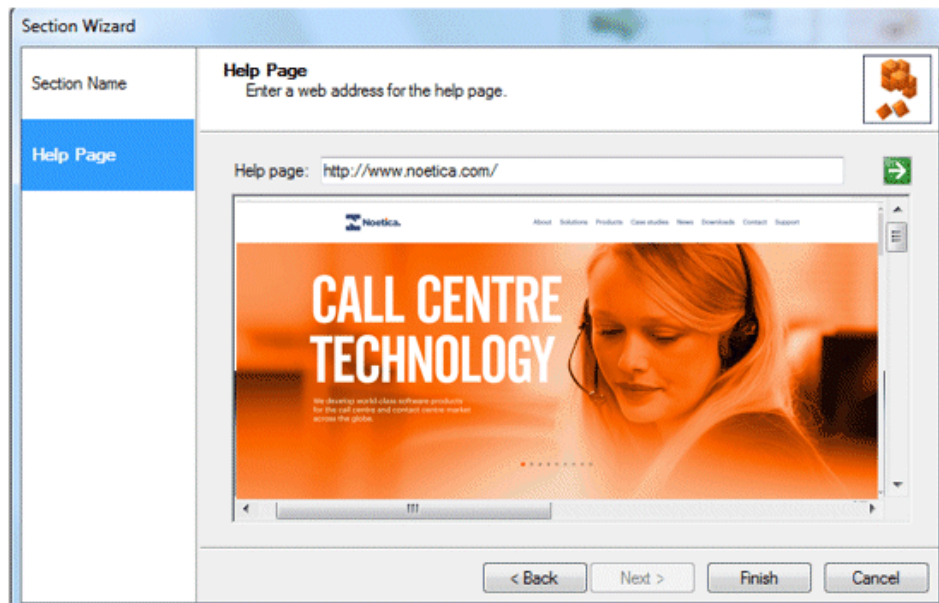 Section Wizard
Section Name
Help Page
Help Page
Enter a web address for the help page.
Help page: http://www.noetica.com/
Noetica.
About Solutions Products Case studies News Downloads Contact Support
CALL CENTRE
TECHNOLOGY
We develop world-class software products
for the call centre and contact centre market
across the globe.
< Back Next > Finish Cancel